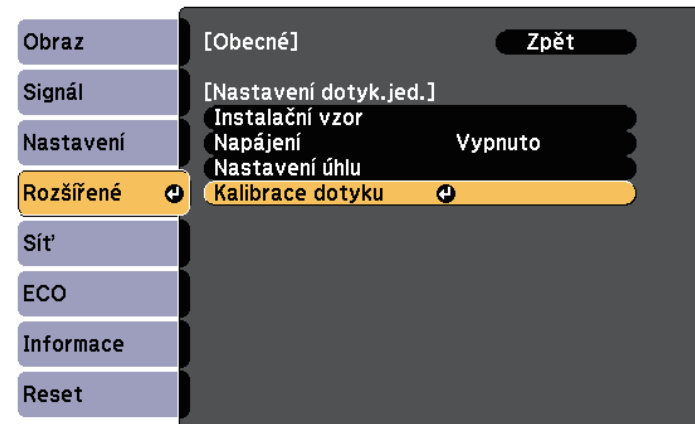 Obraz
Signál
Nastavení
Rozšířené
Síť
ECO
Informace
Reset
[Obecné] Zpět
[Nastavení dotyk.jed.]
Instalační vzor
Napájení Vypnuto
Nastavení úhlu
Kalibrace dotyku